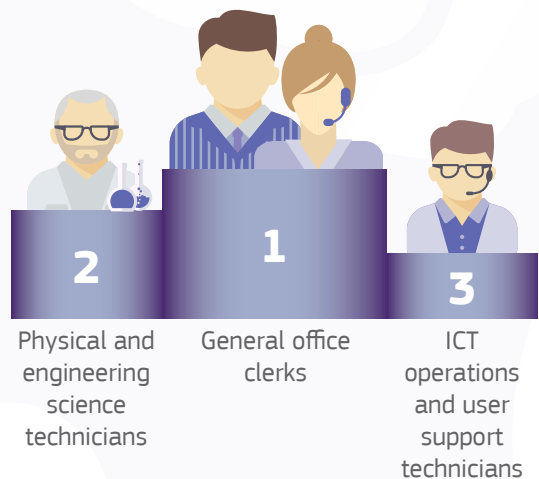 2
Physical and
engineering
science
technicians
1
General office
clerks
3
ICT
operations
and user
support
technicians